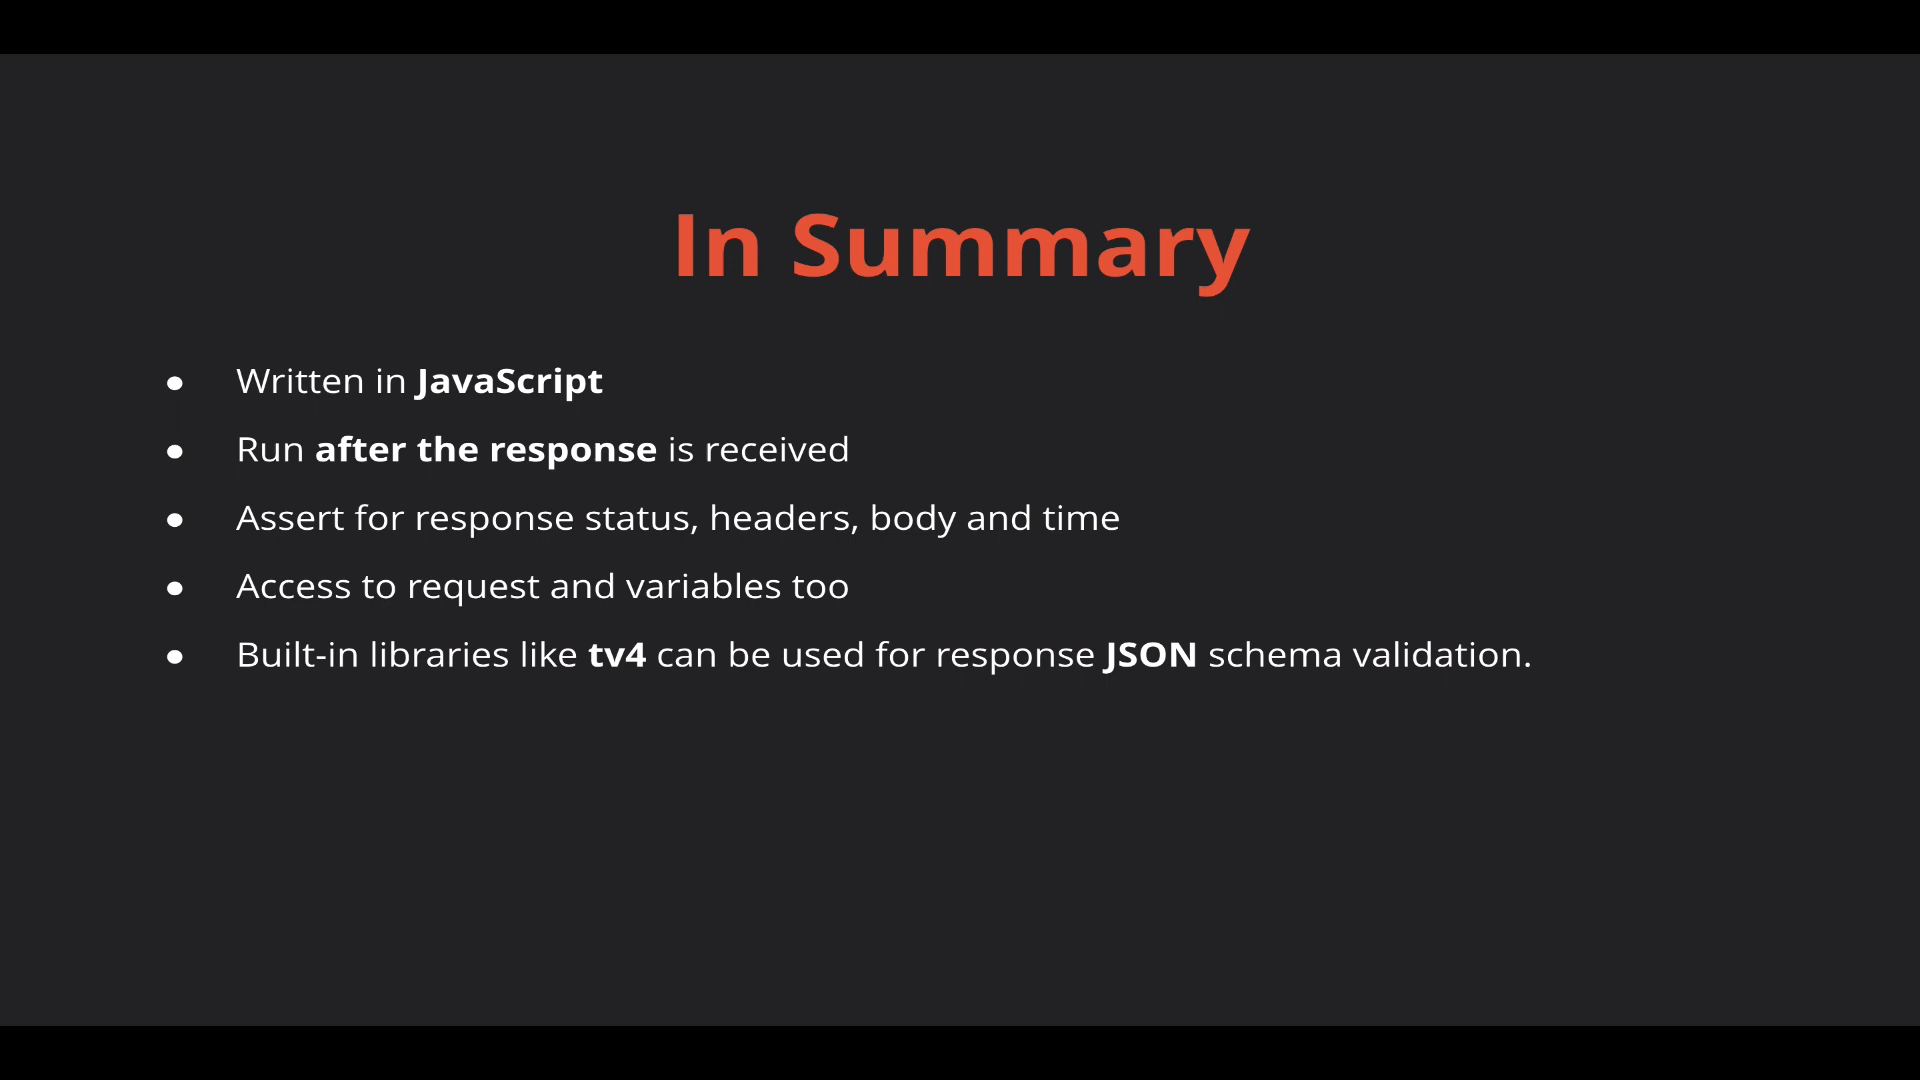 In Summary
● Written in JavaScript
● Run after the response is received
● Assert for response status, headers, body and time
● Access to request and variables too
● Built-in libraries like tv4 can be used for response JSON schema validation.